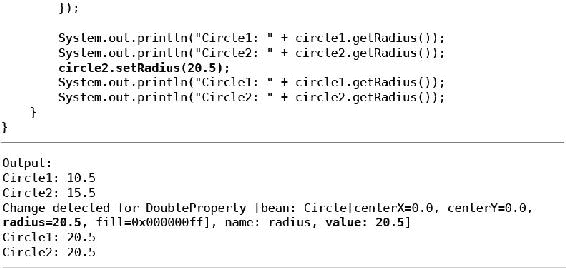 });
System.out.println("Circle1: " + circle1.getRadius());
System.out.println("Circle2: " + circle2.getRadius());
circle2.setRadius(20.5);
System.out.println("Circle1: " + circle1.getRadius());
System.out.println("Circle2: " + circle2.getRadius());
}
}
Output:
Circle1: 10.5
Circle2: 15.5
Change detected for DoubleProperty [bean: Circle[centerX=0.0, centerY=0.0,
radius=20.5, fill=0x000000ff], name: radius, value: 20.5]
Circle1: 20.5
Circle2: 20.5